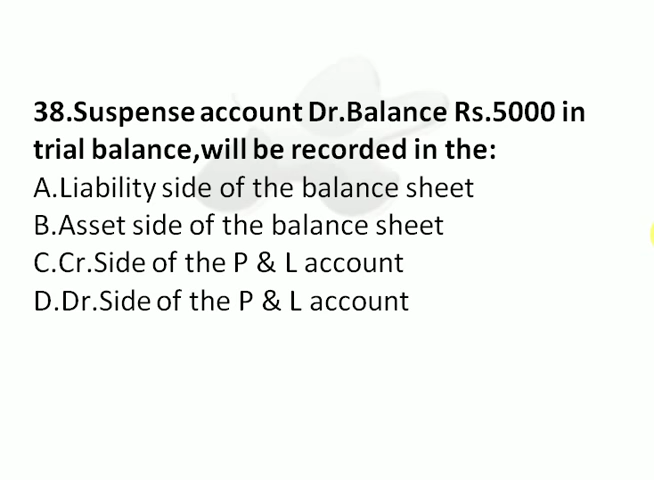 38.Suspense account Dr.Balance Rs.5000 in
trial balance,will be recorded in the:
A.Liability side of the balance sheet
B.Asset side of the balance sheet
C.Cr.Side of the P & L account
D.Dr.Side of the P & L account